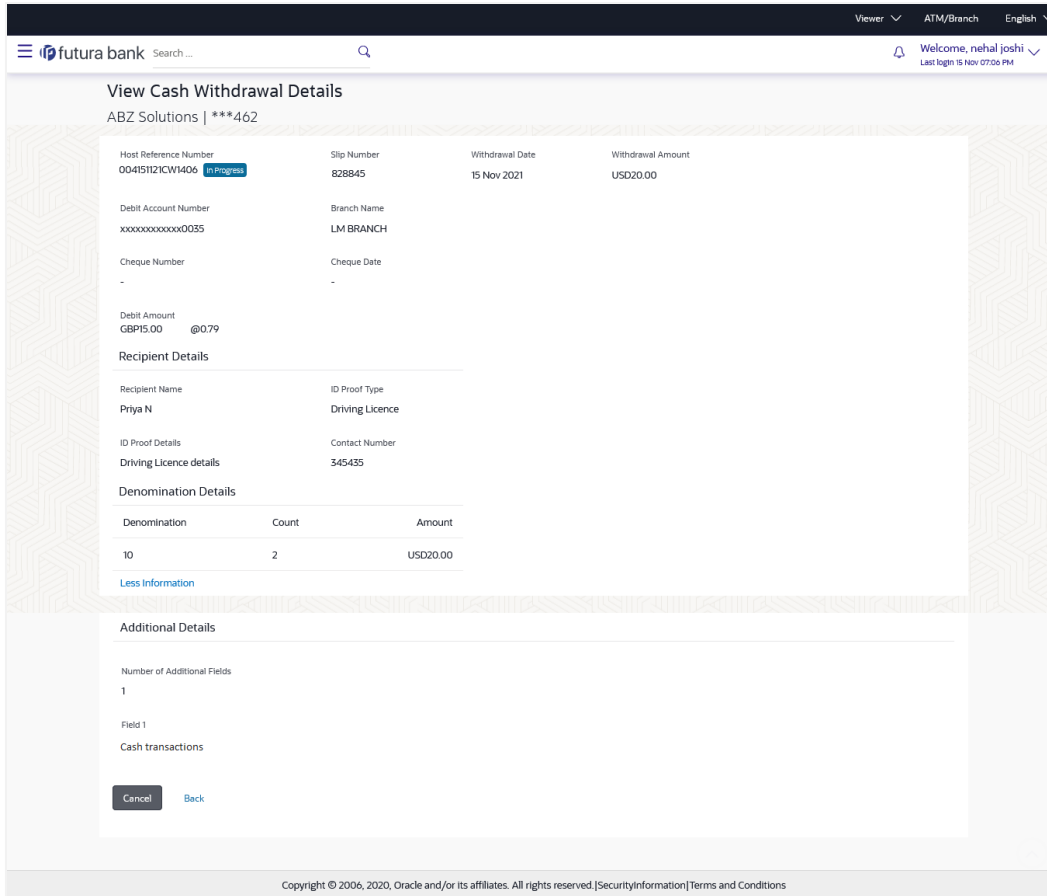 Viewer ATM/Branch English
futura bank Search ... Welcome, nehal joshi
Last login 15 Nov 07:06 PM
View Cash Withdrawal Details
ABZ Solutions | ***462
Host Reference Number Slip Number Withdrawal Date Withdrawal Amount
004151121CW1406 In Progress 828845 15 Nov 2021 USD20.00
Debit Account Number Branch Name
xxxxxxxxxxxx0035 LM BRANCH
Cheque Number Cheque Date
- -
Debit Amount
GBP15.00 @0.79
Recipient Details
Recipient Name ID Proof Type
Priya N Driving Licence
ID Proof Details Contact Number
Driving Licence details 345435
Denomination Details
Denomination Count Amount
10 2 USD20.00
Less Information
Additional Details
Number of Additional Fields
1
Field 1
Cash transactions
Cancel Back
Copyright © 2006, 2020, Oracle and/or its affiliates. All rights reserved.|SecurityInformation|Terms and Conditions